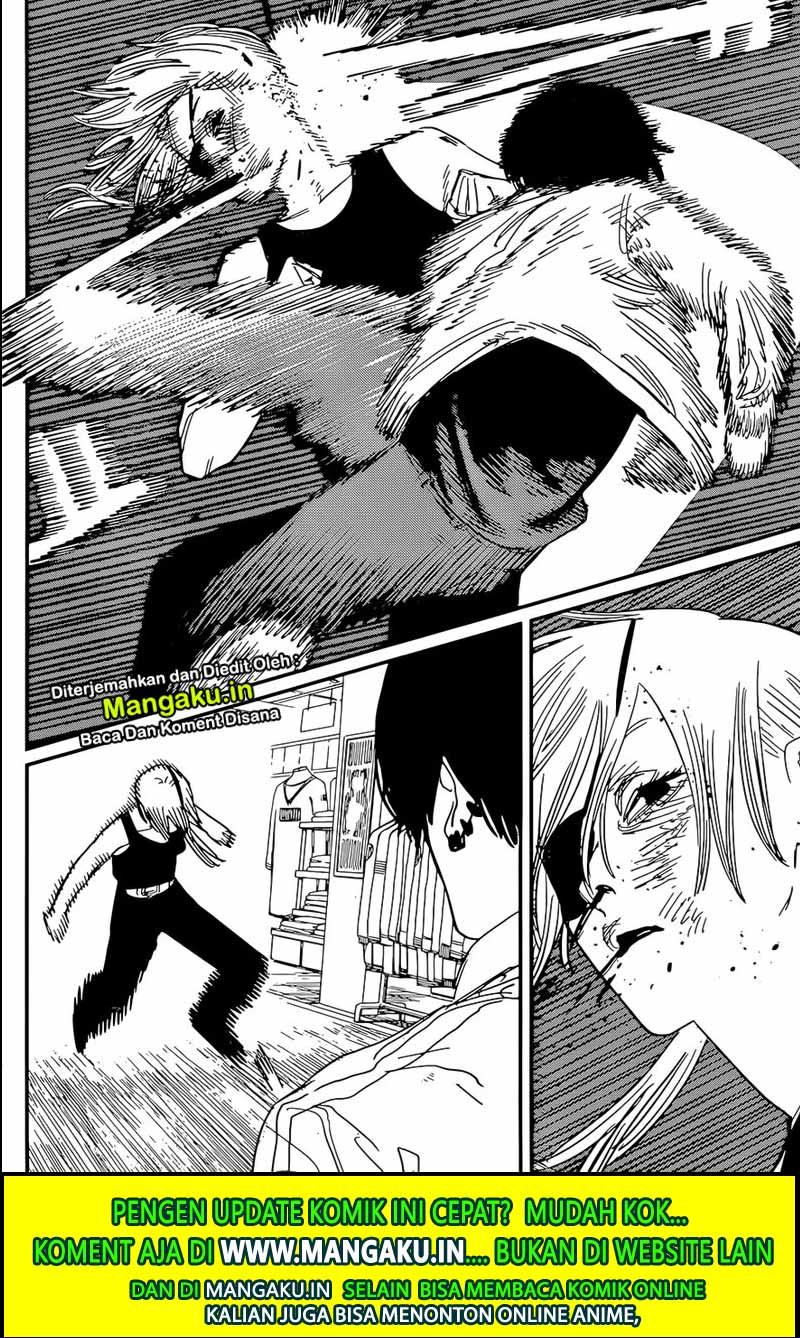 Diterjemahkan dan Diedit Oleh :
Mangaku.in
Baca Dan Koment Disana
PENGEN UPDATE KOMIK INI CEPAT? MUDAH KOK...
KOMENT AJA DI WWW.MANGAKU.IN.... BUKAN DI WEBSITE LAIN
DAN DI MANGAKU.IN SELAIN BISA MEMBACA KOMIK ONLINE
KALIAN JUGA BISA MENONTON ONLINE ANIME,